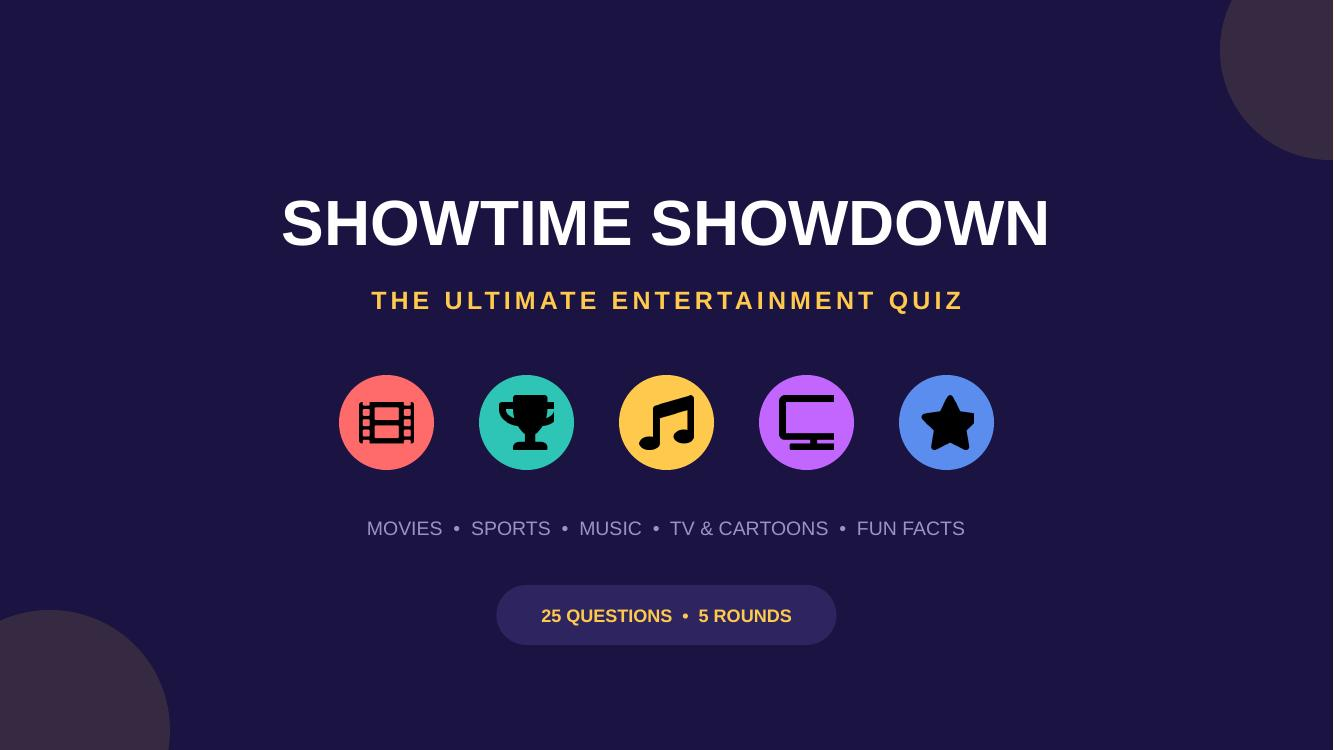 SHOWTIME SHOWDOWN
THE ULTIMATE ENTERTAINMENT QUIZ
MOVIES • SPORTS • MUSIC • TV & CARTOONS • FUN FACTS
25 QUESTIONS • 5 ROUNDS